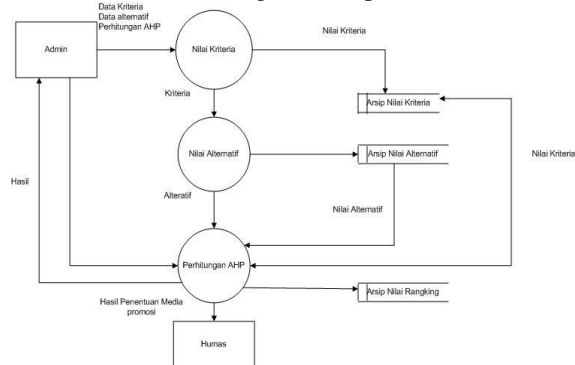 Data Kriteria
Data alternatif
Perhitungan AHP
Nilai Kriteria
Admin
Nilai Kriteria
Kriteria
Arsip Nilai Kriteria
Nilai Alternatif
Arsip Nilai Alternatif
Nilai Kriteria
Hasil
Alteratif
Nilai Alternatif
Perhitungan AHP
Arsip Nilai Rangking
Hasil Penentuan Media
promosi
Humas